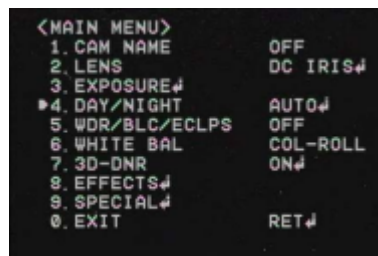 <MAIN MENU>
1. CAM NAME OFF
2. LENS DC IRIS↲
3. EXPOSURE↲
▶4. DAY/NIGHT AUTO↲
5. WDR/BLC/ECLPS OFF
6. WHITE BAL COL-ROLL
7. 3D-DNR ON↲
8. EFFECTS↲
9. SPECIAL↲
0. EXIT RET↲